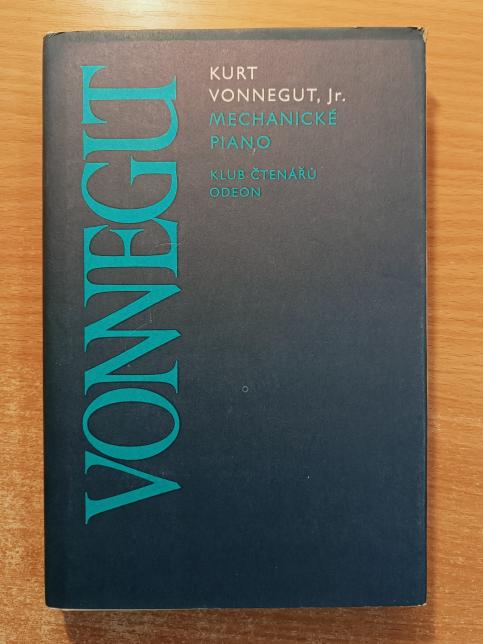 VONNEGUT
KURT
VONNEGUT, Jr.
MECHANICKÉ
PIANO
KLUB ČTENÁŘŮ
ODEON